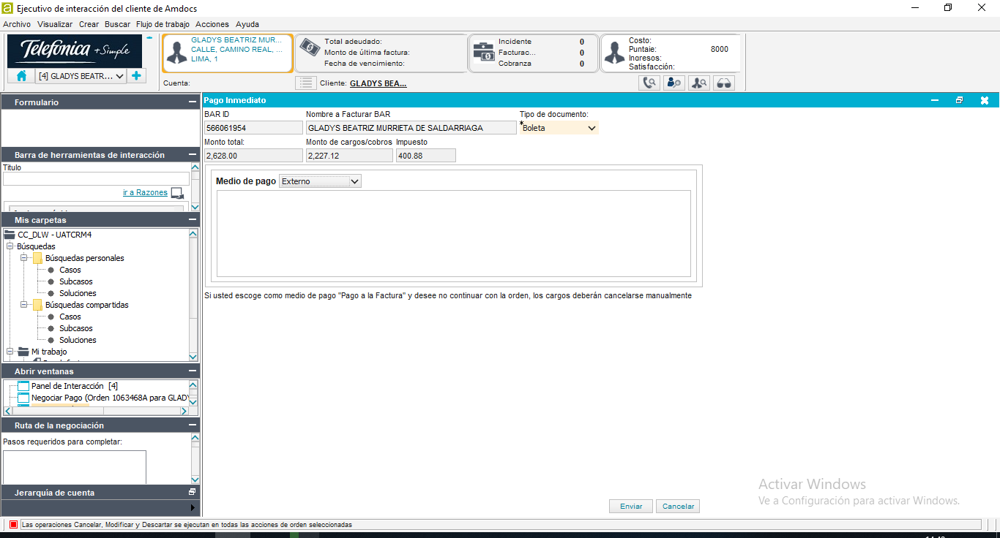 Ejecutivo de interacción del cliente de Amdocs
Archivo Visualizar Crear Buscar Flujo de trabajo Acciones Ayuda
Telefónica +Simple
[4] GLADYS BEATR...
GLADYS BEATRIZ MUR...
CALLE, CAMINO REAL, ...
LIMA, 1
Total adeudado:
Monto de última factura:
Fecha de vencimiento:
Incidente 0
Facturac... 0
Cobranza 0
Costo:
Puntaje: 8000
Ingresos:
Satisfacción:
Cuenta:
Cliente: GLADYS BEA...
Formulario
Barra de herramientas de interacción
Título
ir a Razones
Mis carpetas
CC_DLW - UATCRM4
Búsquedas
Búsquedas personales
Casos
Subcasos
Soluciones
Búsquedas compartidas
Casos
Subcasos
Soluciones
Mi trabajo
Abrir ventanas
Panel de Interacción [4]
Negociar Pago (Orden 1063468A para GLADY
Ruta de la negociación
Pasos requeridos para completar:
Jerarquía de cuenta
Pago Inmediato
BAR ID Nombre a Facturar BAR Tipo de documento:
566061954 GLADYS BEATRIZ MURRIETA DE SALDARRIAGA *Boleta
Monto total: Monto de cargos/cobros Impuesto
2,628.00 2,227.12 400.88
Medio de pago Externo
Si usted escoge como medio de pago "Pago a la Factura" y desee no continuar con la orden, los cargos deberán cancelarse manualmente
Activar Windows
Ve a Configuración para activar Windows.
Enviar Cancelar
Las operaciones Cancelar, Modificar y Descartar se ejecutan en todas las acciones de orden seleccionadas